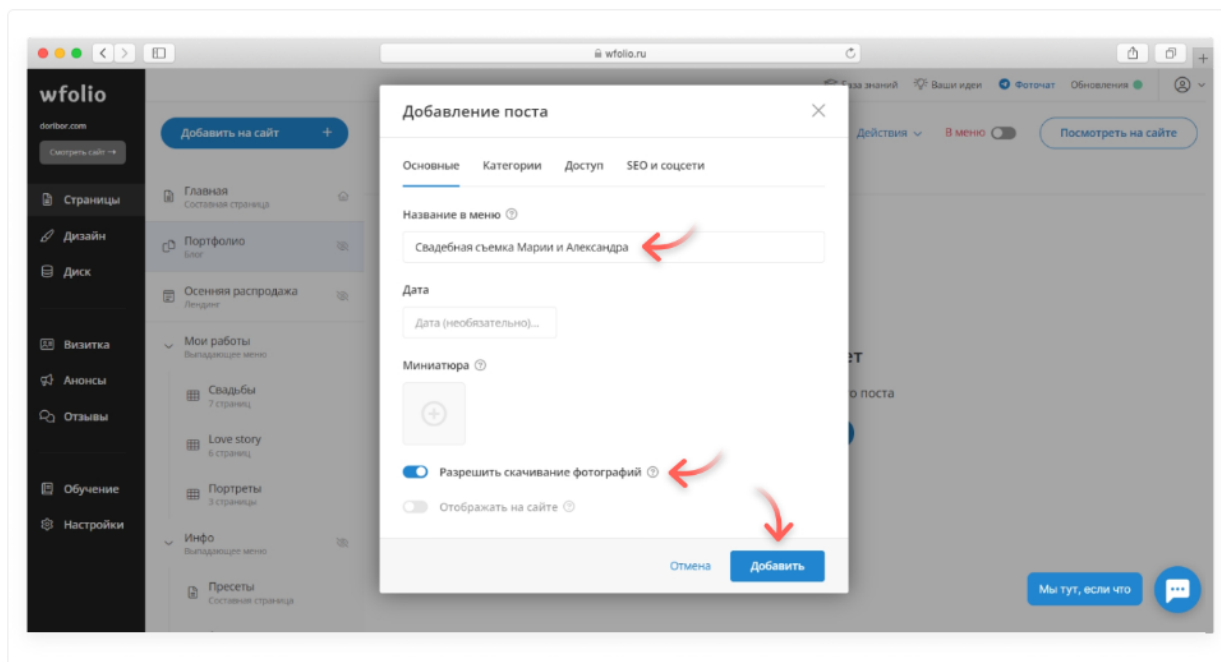 wfolio.ru
wfolio
doribor.com
Смотреть сайт →
Страницы
Дизайн
Диск
Визитка
Анонсы
Отзывы
Обучение
Настройки
Добавить на сайт +
Главная
Составная страница
Портфолио
Блог
Осенняя распродажа
Лендинг
Мои работы
Выпадающее меню
Свадьбы
7 страниц
Love story
6 страниц
Портреты
3 страницы
Инфо
Выпадающее меню
Пресеты
Составная страница
База знаний
Ваши идеи
Фоточат
Обновления
Действия
В меню
Посмотреть на сайте
Добавление поста
Основные
Категории
Доступ
SEO и соцсети
Название в меню
Свадебная съемка Марии и Александра
Дата
Дата (необязательно)...
Миниатюра
Разрешить скачивание фотографий
Отображать на сайте
Отмена
Добавить
ет
о поста
Мы тут, если что